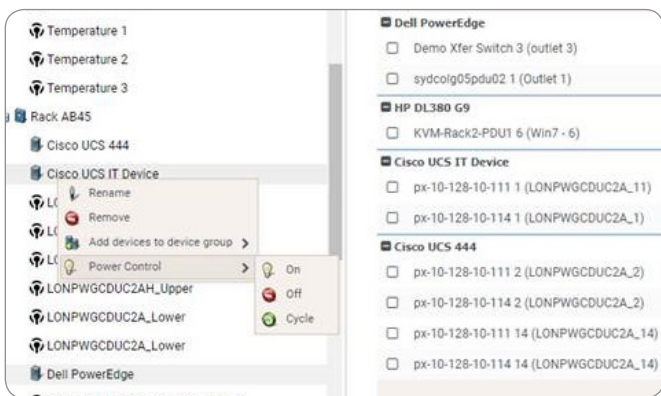 Temperature 1
Temperature 2
Temperature 3
Rack AB45
Cisco UCS 444
Cisco UCS IT Device
Rename
Remove
Add devices to device group
Power Control
On
Off
Cycle
LONPWGCDUC2AH_Upper
LONPWGCDUC2A_Lower
LONPWGCDUC2A_Lower
Dell PowerEdge
Dell PowerEdge
Demo Xfer Switch 3 (outlet 3)
sydcolg05pdu02 1 (Outlet 1)
HP DL380 G9
KVM-Rack2-PDU1 6 (Win7 - 6)
Cisco UCS IT Device
px-10-128-10-111 1 (LONPWGCDUC2A_11)
px-10-128-10-114 1 (LONPWGCDUC2A_1)
Cisco UCS 444
px-10-128-10-111 2 (LONPWGCDUC2A_2)
px-10-128-10-114 2 (LONPWGCDUC2A_2)
px-10-128-10-111 14 (LONPWGCDUC2A_14)
px-10-128-10-114 14 (LONPWGCDUC2A_14)